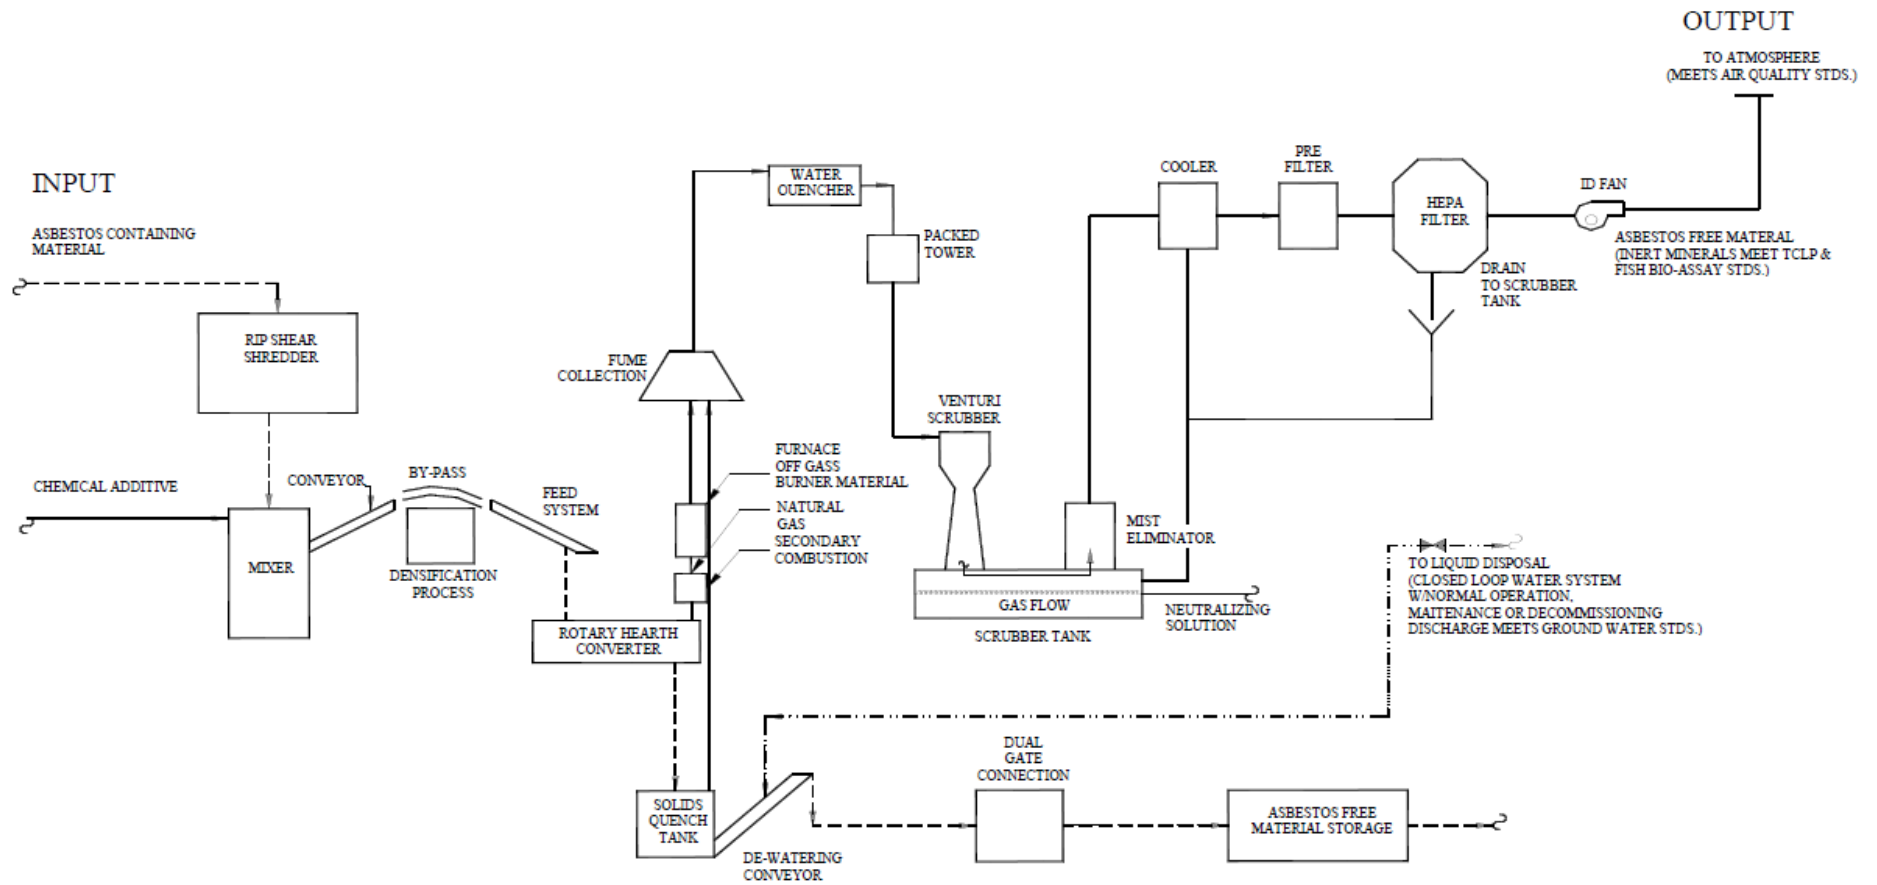 OUTPUT
TO ATMOSPHERE
(MEETS AIR QUALITY STDS.)
INPUT
ASBESTOS CONTAINING
MATERIAL
RIP SHEAR
SHREDDER
CHEMICAL ADDITIVE
MIXER
CONVEYOR
BY-PASS
DENSIFICATION
PROCESS
FEED
SYSTEM
ROTARY HEARTH
CONVERTER
FUME
COLLECTION
FURNACE
OFF GASS
BURNER MATERIAL
NATURAL
GAS
SECONDARY
COMBUSTION
WATER
QUENCHER
PACKED
TOWER
VENTURI
SCRUBBER
MIST
ELIMINATOR
GAS FLOW
SCRUBBER TANK
NEUTRALIZING
SOLUTION
COOLER
PRE
FILTER
HEPA
FILTER
ID FAN
ASBESTOS FREE MATERAL
(INERT MINERALS MEET TCLP &
FISH BIO-ASSAY STDS.)
DRAIN
TO SCRUBBER
TANK
TO LIQUID DISPOSAL
(CLOSED LOOP WATER SYSTEM
W/NORMAL OPERATION,
MAITENANCE OR DECOMMISSIONING
DISCHARGE MEETS GROUND WATER STDS.)
SOLIDS
QUENCH
TANK
DE-WATERING
CONVEYOR
DUAL
GATE
CONNECTION
ASBESTOS FREE
MATERIAL STORAGE